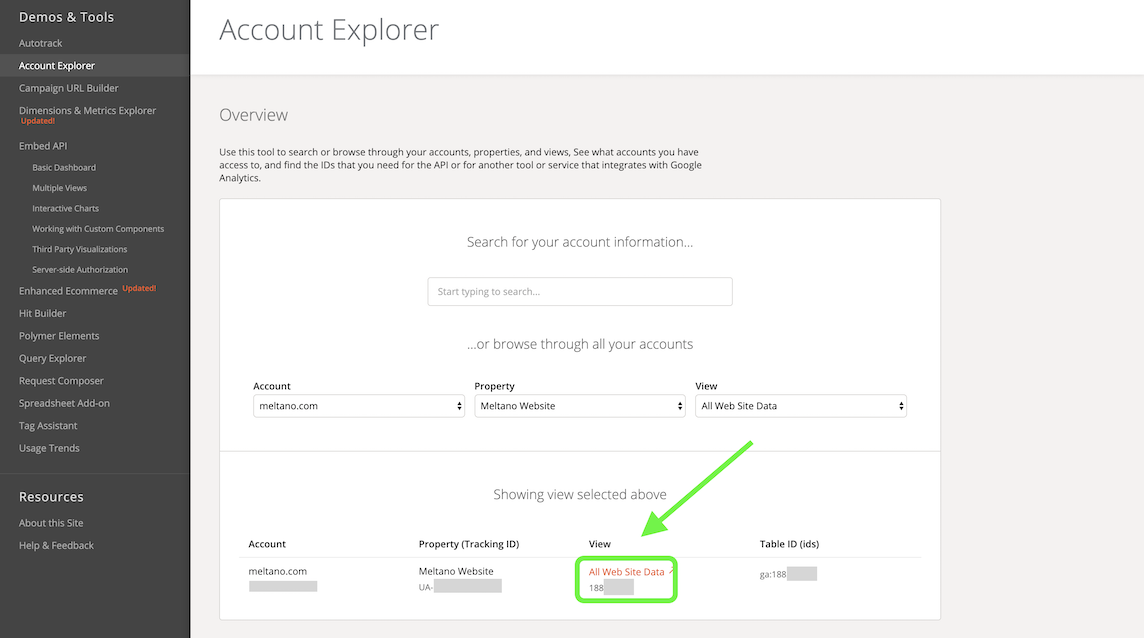 Demos & Tools
Autotrack
Account Explorer
Campaign URL Builder
Dimensions & Metrics Explorer
Updated!
Embed API
Basic Dashboard
Multiple Views
Interactive Charts
Working with Custom Components
Third Party Visualizations
Server-side Authorization
Enhanced Ecommerce Updated!
Hit Builder
Polymer Elements
Query Explorer
Request Composer
Spreadsheet Add-on
Tag Assistant
Usage Trends
Resources
About this Site
Help & Feedback
Account Explorer
Overview
Use this tool to search or browse through your accounts, properties, and views, See what accounts you have
access to, and find the IDs that you need for the API or for another tool or service that integrates with Google
Analytics.
Search for your account information...
Start typing to search...
...or browse through all your accounts
Account Property View
meltano.com Meltano Website All Web Site Data
Showing view selected above
Account Property (Tracking ID) View Table ID (ids)
meltano.com Meltano Website All Web Site Data ga:188
UA- 188